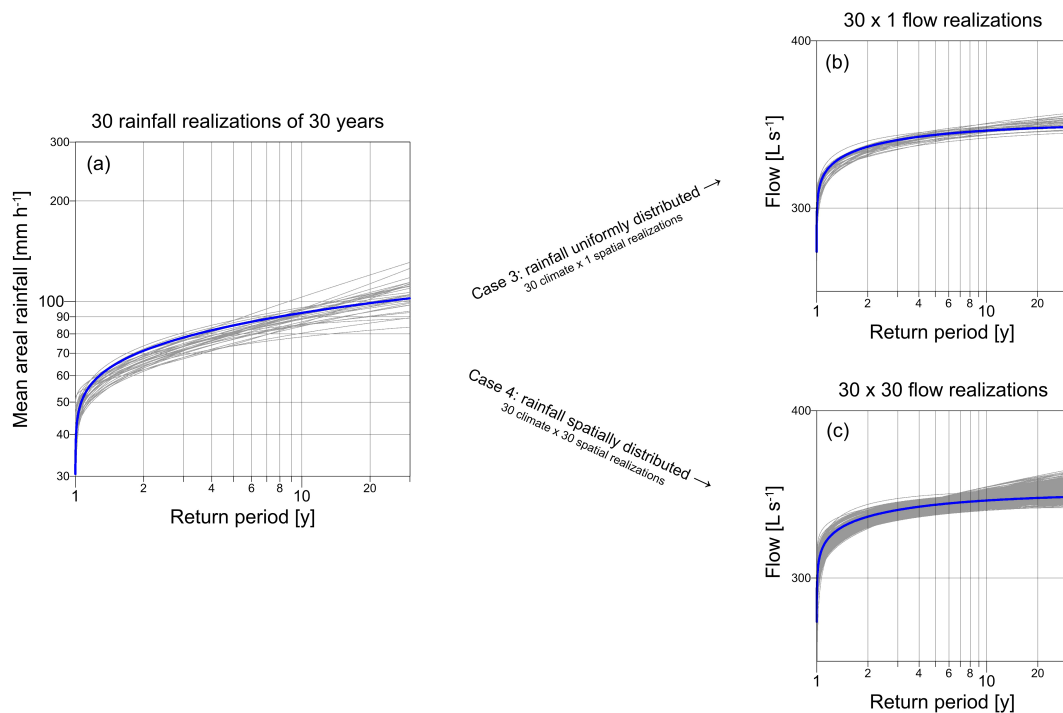 30 rainfall realizations of 30 years
(a)
Mean areal rainfall [mm h⁻¹]
300
200
100
90
80
70
60
50
40
30
1
2
4
6
8
10
20
Return period [y]
Case 3: rainfall uniformly distributed →
30 climate x 1 spatial realizations
Case 4: rainfall spatially distributed →
30 climate x 30 spatial realizations
30 x 1 flow realizations
(b)
Flow [L s⁻¹]
400
300
1
2
4
6
8
10
20
Return period [y]
30 x 30 flow realizations
(c)
Flow [L s⁻¹]
400
300
1
2
4
6
8
10
20
Return period [y]